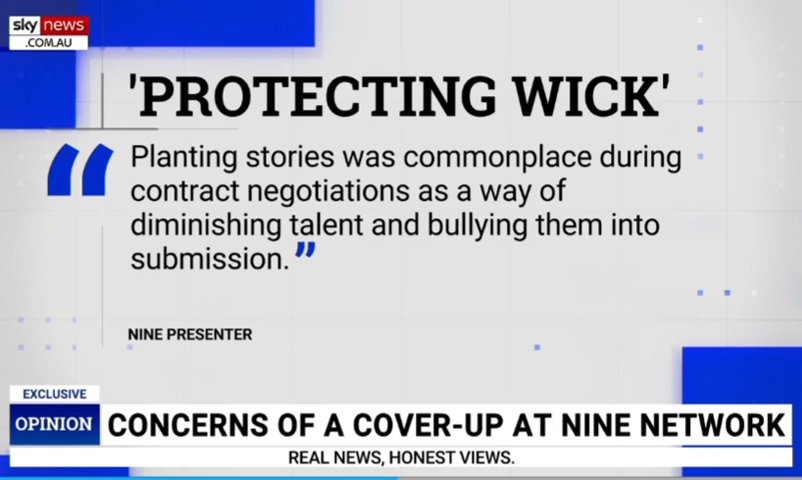 sky news
.COM.AU
'PROTECTING WICK'
“Planting stories was commonplace during
contract negotiations as a way of
diminishing talent and bullying them into
submission.”
NINE PRESENTER
EXCLUSIVE
OPINION
CONCERNS OF A COVER-UP AT NINE NETWORK
REAL NEWS, HONEST VIEWS.